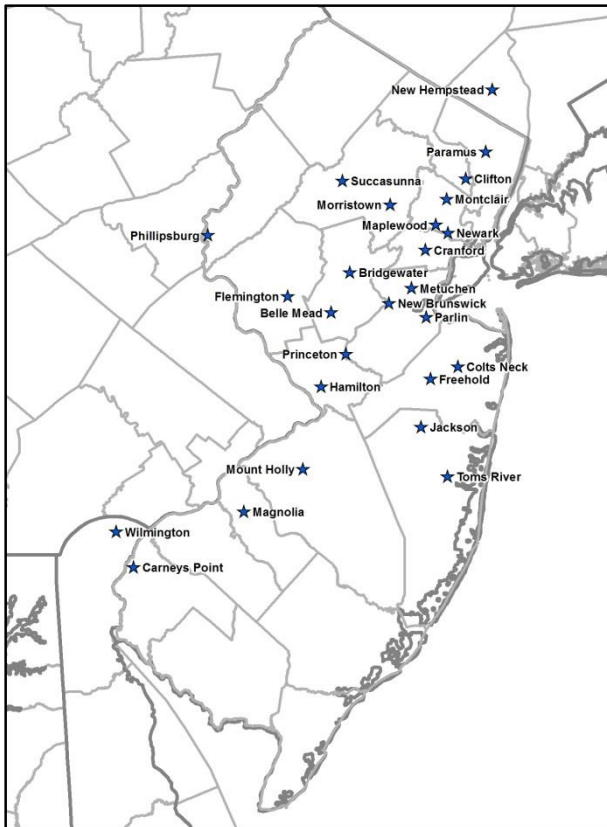 New Hempstead
Paramus
Clifton
Succasunna
Montclair
Morristown
Maplewood
Newark
Phillipsburg
Cranford
Bridgewater
Metuchen
Flemington
New Brunswick
Belle Mead
Parlin
Princeton
Colts Neck
Freehold
Hamilton
Jackson
Mount Holly
Toms River
Magnolia
Wilmington
Carneys Point